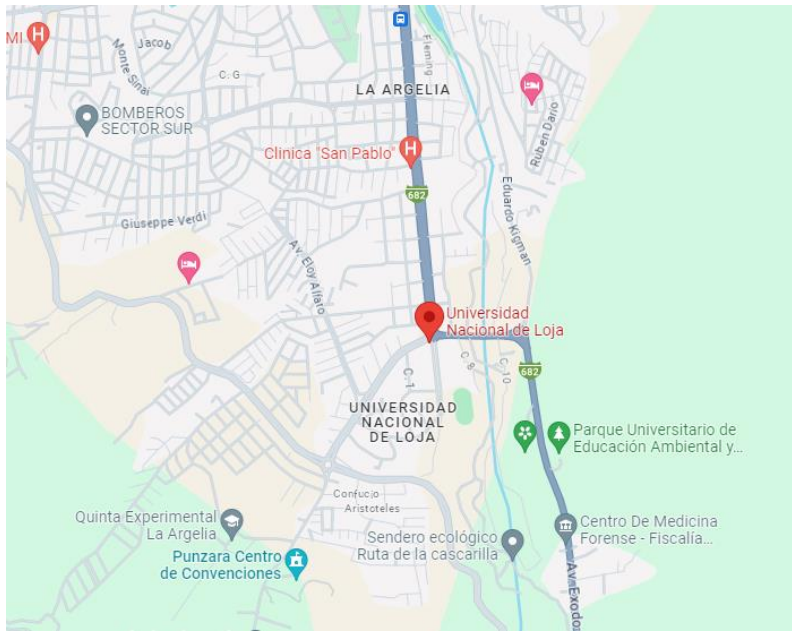 MI
H
Jacob
Monte Sinai
C. G
Fleming
LA ARGELIA
BOMBEROS
SECTOR SUR
Clinica "San Pablo"
H
Ruben Dario
682
Eduardo Kigman
Giuseppe Verdi
Av. Eloy Alfaro
Universidad
Nacional de Loja
C. 8
C. 10
682
C. 1
UNIVERSIDAD
NACIONAL
DE LOJA
Parque Universitario de
Educación Ambiental y...
Confucio
Aristoteles
Quinta Experimental
La Argelia
Sendero ecológico
Ruta de la cascarilla
Centro De Medicina
Forense - Fiscalía...
Punzara Centro
de Convenciones
Av. Exodo